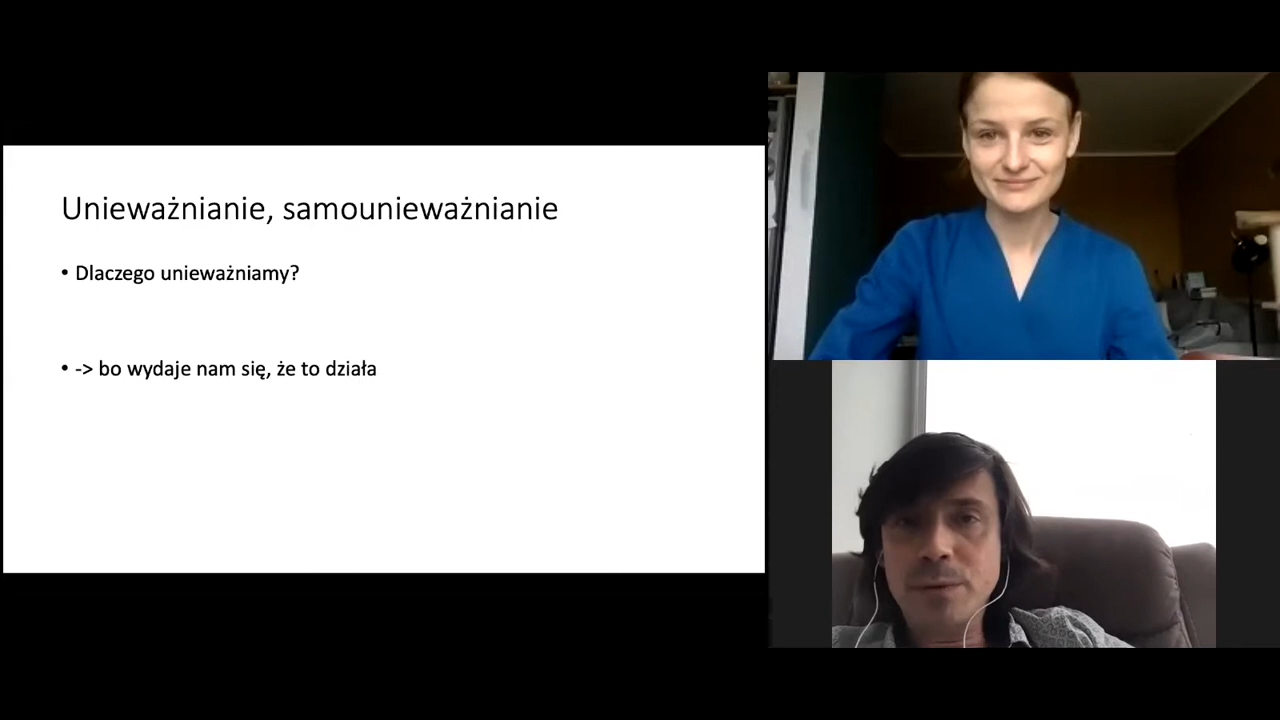 Unieważnianie, samounieważnianie
• Dlaczego unieważniamy?
• -> bo wydaje nam się, że to działa